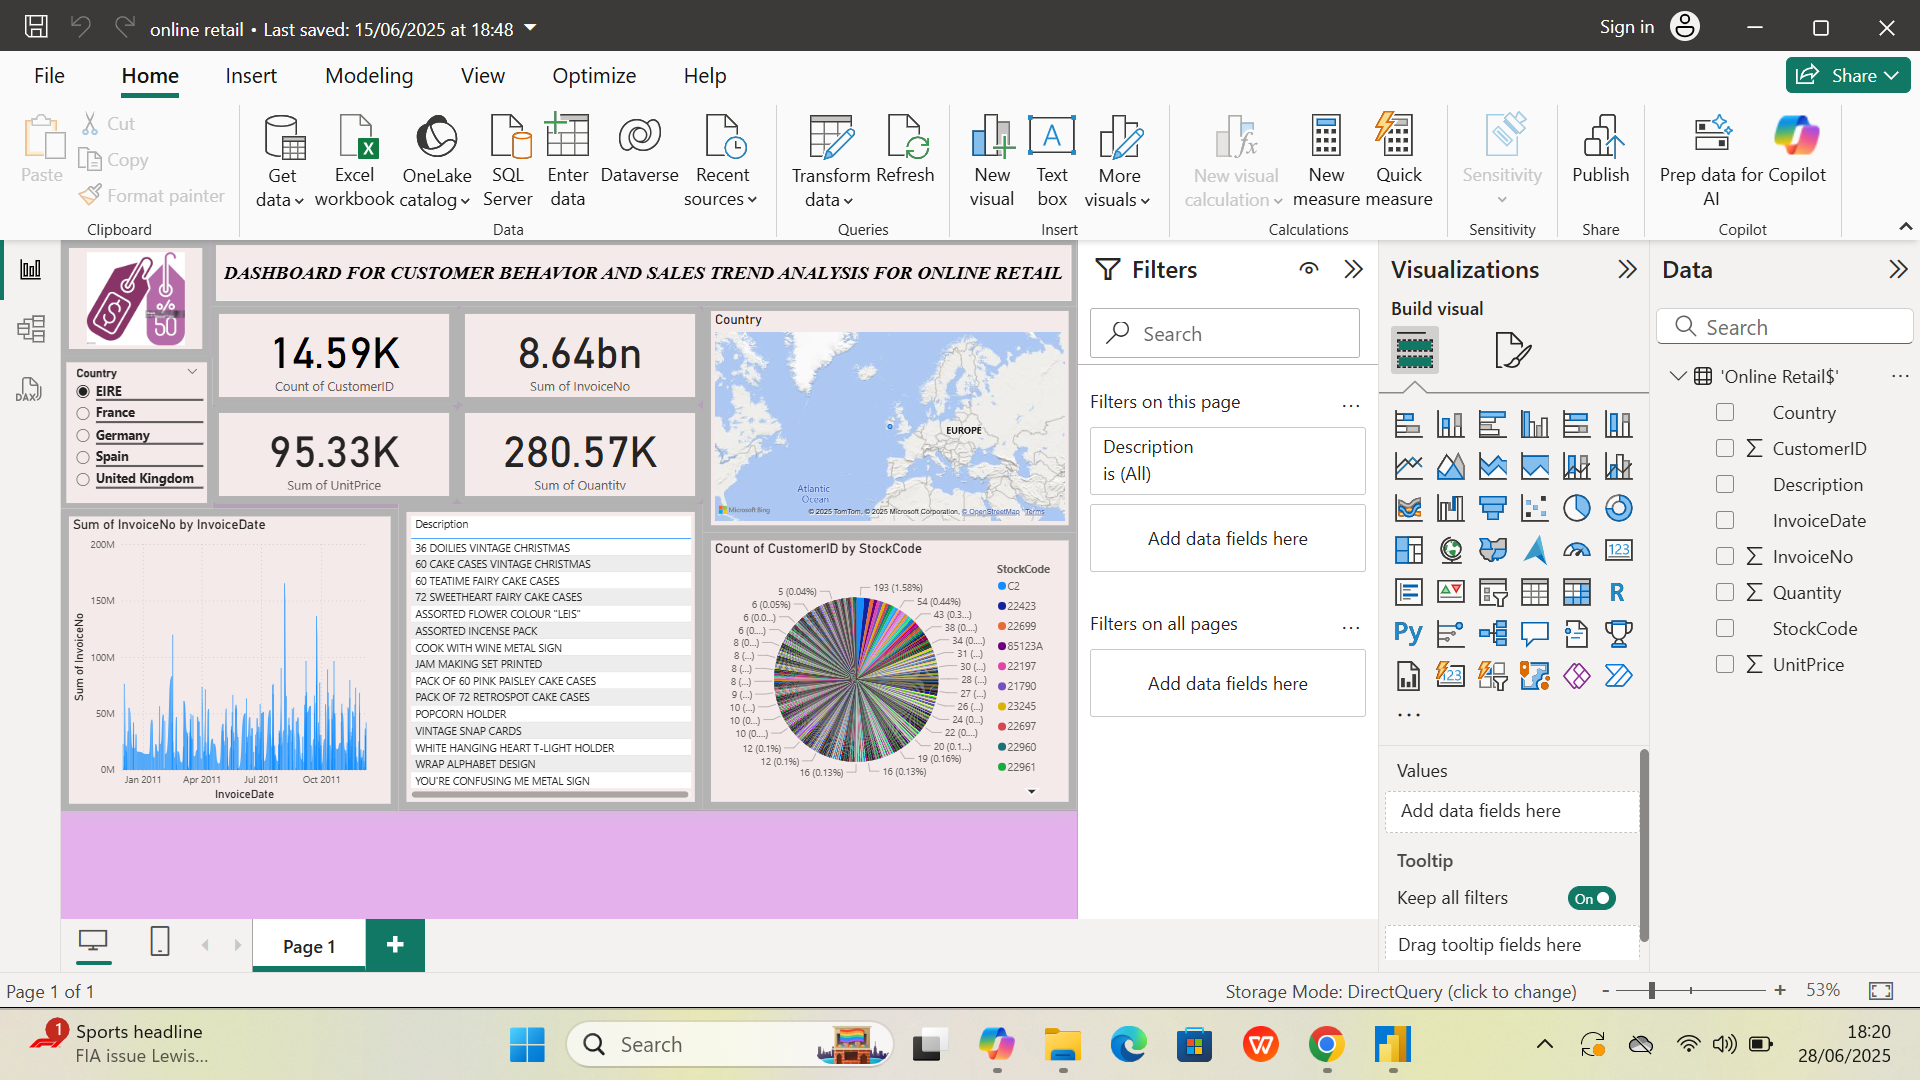 online retail • Last saved: 15/06/2025 at 18:48
Sign in
File
Home
Insert
Modeling
View
Optimize
Help
Share
Paste
Cut
Copy
Format painter
Clipboard
Get data
Excel workbook
OneLake catalog
SQL Server
Enter data
Dataverse
Recent sources
Data
Transform data
Refresh
Queries
New visual
Text box
More visuals
Insert
New visual calculation
New measure
Quick measure
Calculations
Sensitivity
Sensitivity
Publish
Share
Prep data for AI
Copilot
Copilot
$
%
50
DASHBOARD FOR CUSTOMER BEHAVIOR AND SALES TREND ANALYSIS FOR ONLINE RETAIL
Country
EIRE
France
Germany
Spain
United Kingdom
14.59K
Count of CustomerID
8.64bn
Sum of InvoiceNo
95.33K
Sum of UnitPrice
280.57K
Sum of Quantity
Country
EUROPE
Atlantic
Ocean
Microsoft Bing
© 2025 TomTom, © 2025 Microsoft Corporation, © OpenStreetMap Terms
Sum of InvoiceNo by InvoiceDate
200M
150M
100M
50M
0M
Sum of InvoiceNo
Jan 2011
Apr 2011
Jul 2011
Oct 2011
InvoiceDate
Description
36 DOILIES VINTAGE CHRISTMAS
60 CAKE CASES VINTAGE CHRISTMAS
60 TEATIME FAIRY CAKE CASES
72 SWEETHEART FAIRY CAKE CASES
ASSORTED FLOWER COLOUR "LEIS"
ASSORTED INCENSE PACK
COOK WITH WINE METAL SIGN
JAM MAKING SET PRINTED
PACK OF 60 PINK PAISLEY CAKE CASES
PACK OF 72 RETROSPOT CAKE CASES
POPCORN HOLDER
VINTAGE SNAP CARDS
WHITE HANGING HEART T-LIGHT HOLDER
WRAP ALPHABET DESIGN
YOU'RE CONFUSING ME METAL SIGN
Count of CustomerID by StockCode
193 (1.58%)
54 (0.44%)
43 (0.3...)
38 (0....)
34 (0....)
31 (...)
30 (...)
28 (...)
27 (...)
26 (...)
24 (0...)
22 (0....)
20 (0.1...)
19 (0.16%)
16 (0.13%)
16 (0.13%)
12 (0.1%)
12 (0.1%)
10 (0....)
10 (0...)
10 (...)
9 (...)
8 (...)
8 (...)
8 (...)
8 (0...)
6 (0....)
6 (0.0...)
6 (0.05%)
5 (0.04%)
StockCode
C2
22423
22699
85123A
22197
21790
23245
22697
22960
22961
Filters
Search
Filters on this page
...
Description
is (All)
Add data fields here
Filters on all pages
...
Add data fields here
Visualizations
Build visual
123
R
Py
123
...
Values
Add data fields here
Tooltip
Keep all filters
On
Drag tooltip fields here
Data
Search
'Online Retail$'
...
Country
∑ CustomerID
Description
InvoiceDate
∑ InvoiceNo
∑ Quantity
StockCode
∑ UnitPrice
Page 1
+
Page 1 of 1
Storage Mode: DirectQuery (click to change)
- +
53%
1
Sports headline
FIA issue Lewis...
Search
18:20
28/06/2025